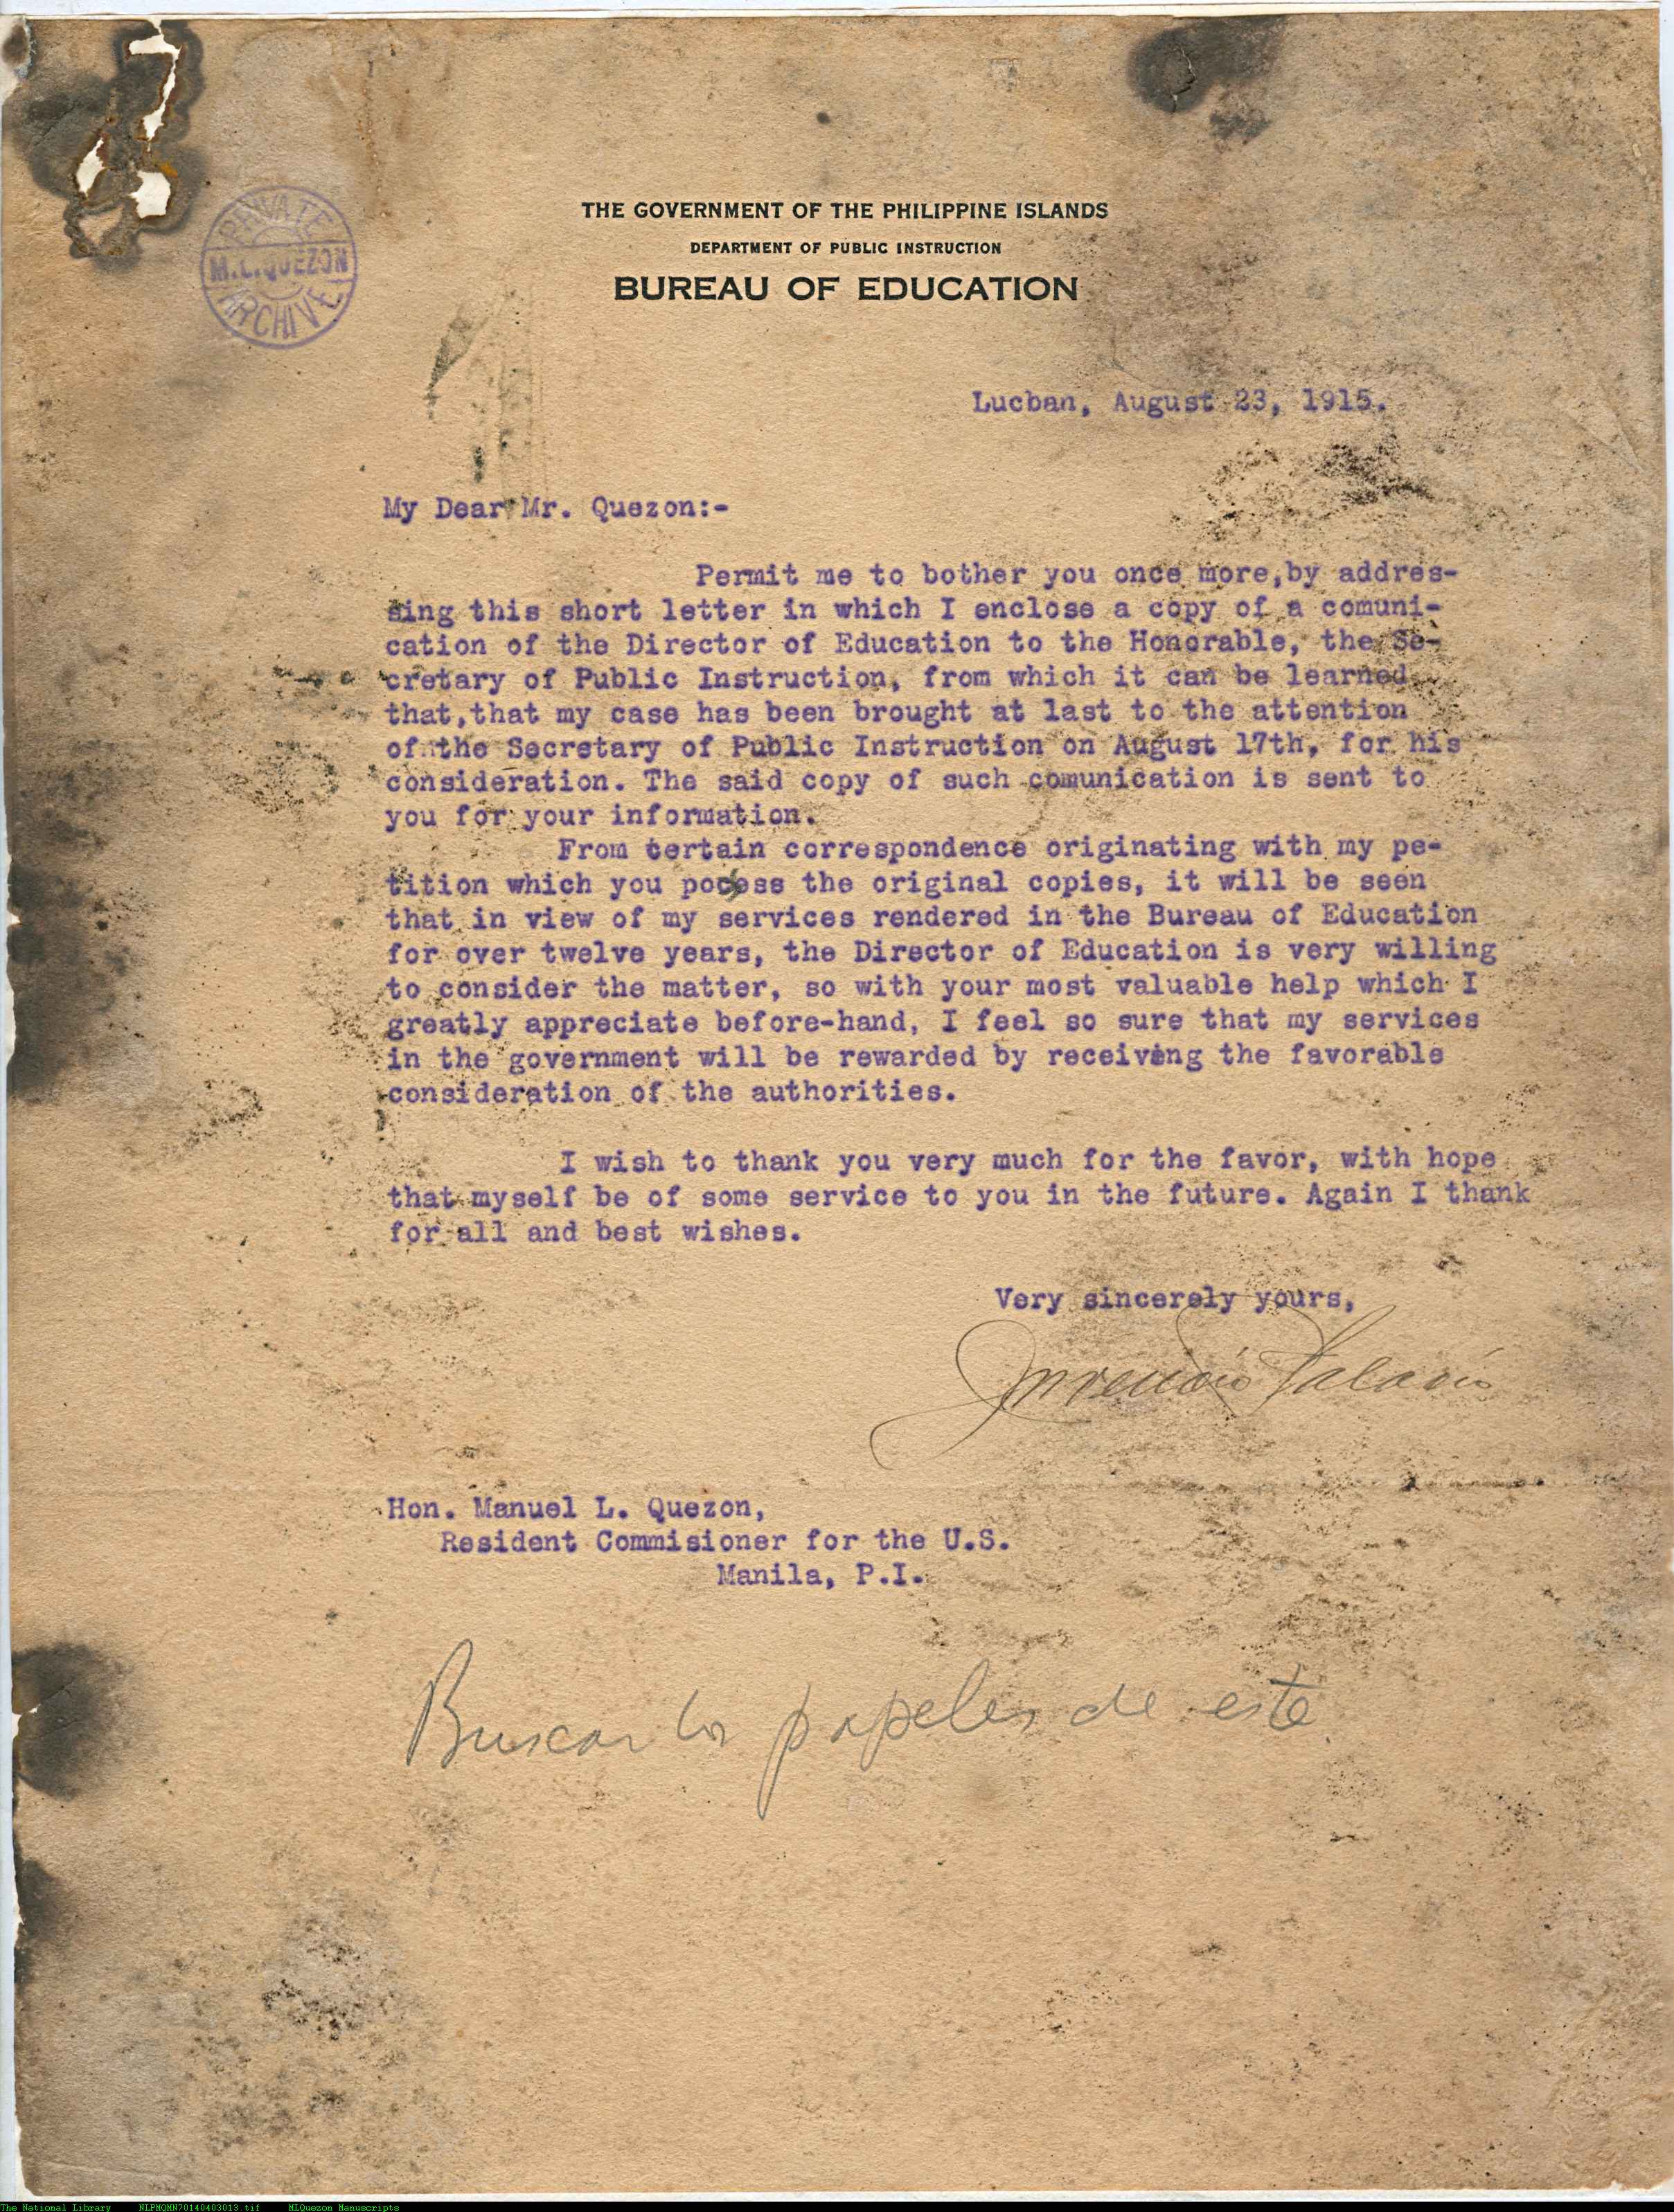 PRIVATE
M.L.QUEZON
ARCHIVE
THE GOVERNMENT OF THE PHILIPPINE ISLANDS
DEPARTMENT OF PUBLIC INSTRUCTION
BUREAU OF EDUCATION
Lucban, August 23, 1915.
My Dear Mr. Quezon:-
Permit me to bother you once more,by addres-
sing this short letter in which I enclose a copy of a comuni-
cation of the Director of Education to the Honorable, the Se-
cretary of Public Instruction, from which it can be learned
that,that my case has been brought at last to the attention
of the Secretary of Public Instruction on August 17th, for his
consideration. The said copy of such comunication is sent to
you for your information.
From certain correspondence originating with my pe-
tition which you posess the original copies, it will be seen
that in view of my services rendered in the Bureau of Education
for over twelve years, the Director of Education is very willing
to consider the matter, so with your most valuable help which I
greatly appreciate before-hand, I feel so sure that my services
in the government will be rewarded by receiving the favorable
consideration of the authorities.
I wish to thank you very much for the favor, with hope
that myself be of some service to you in the future. Again I thank
for all and best wishes.
Very sincerely yours,
Hon. Manuel L. Quezon,
Resident Commisioner for the U.S.
Manila, P.I.
Buscar los papeles de este
The National Library NLPMQMN70140403013.tif MLQuezon Manuscripts